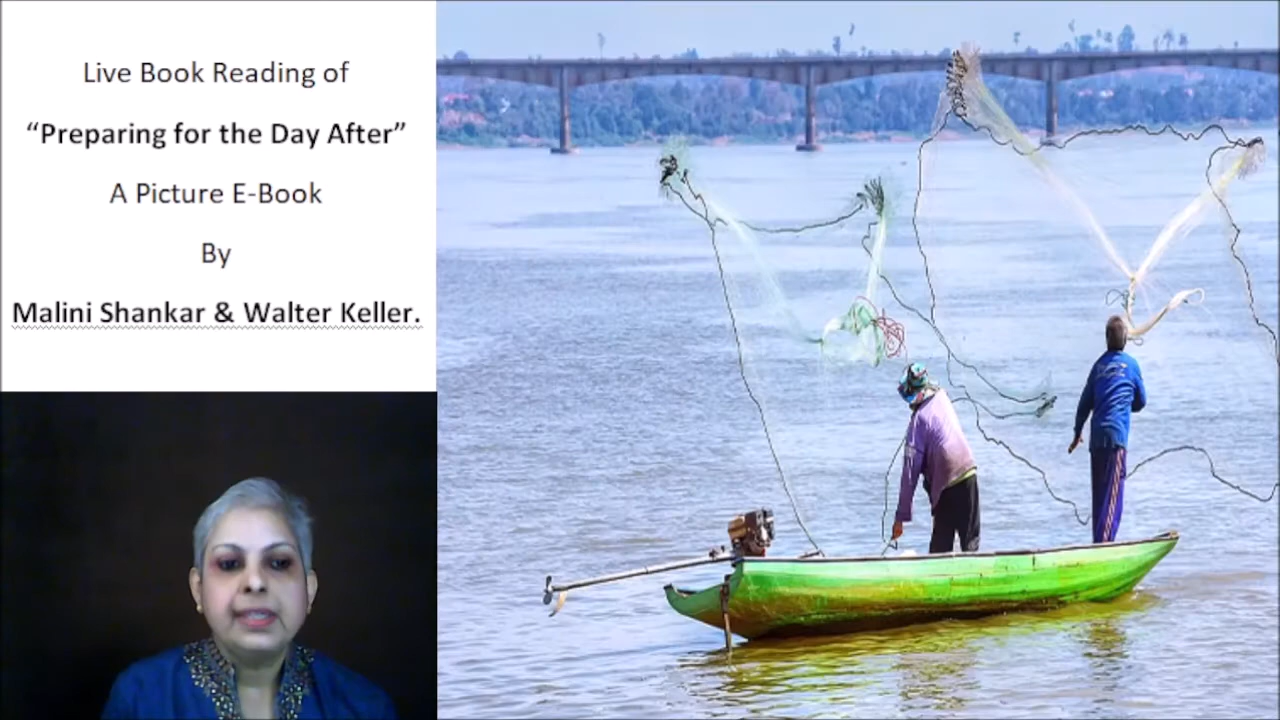 Live Book Reading of
“Preparing for the Day After”
A Picture E-Book
By
Malini Shankar & Walter Keller.